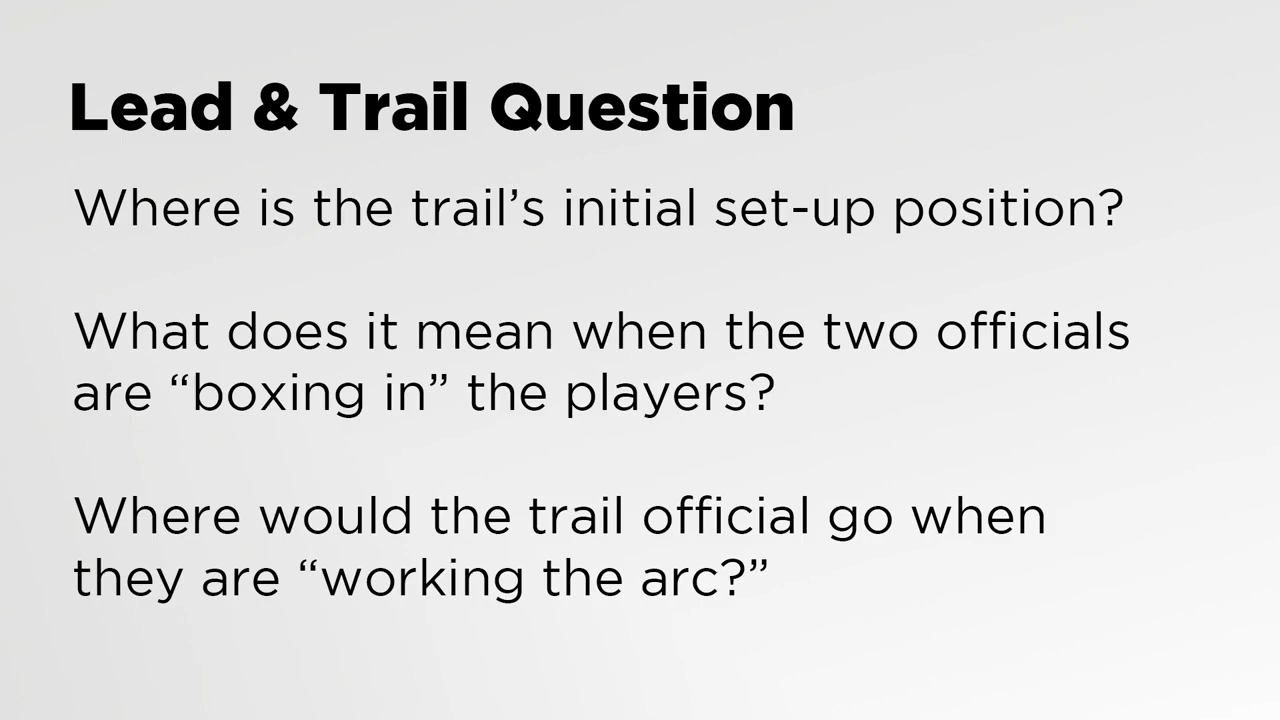 Lead & Trail Question
Where is the trail’s initial set-up position?
What does it mean when the two officials
are “boxing in” the players?
Where would the trail official go when
they are “working the arc?”